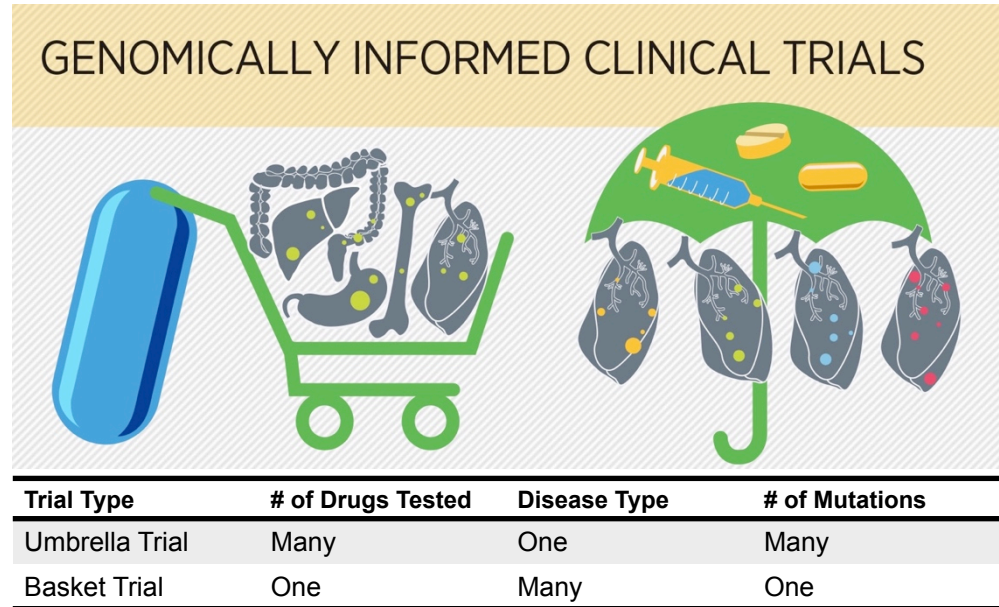 GENOMICALLY INFORMED CLINICAL TRIALS
Trial Type # of Drugs Tested Disease Type # of Mutations
Umbrella Trial Many One Many
Basket Trial One Many One